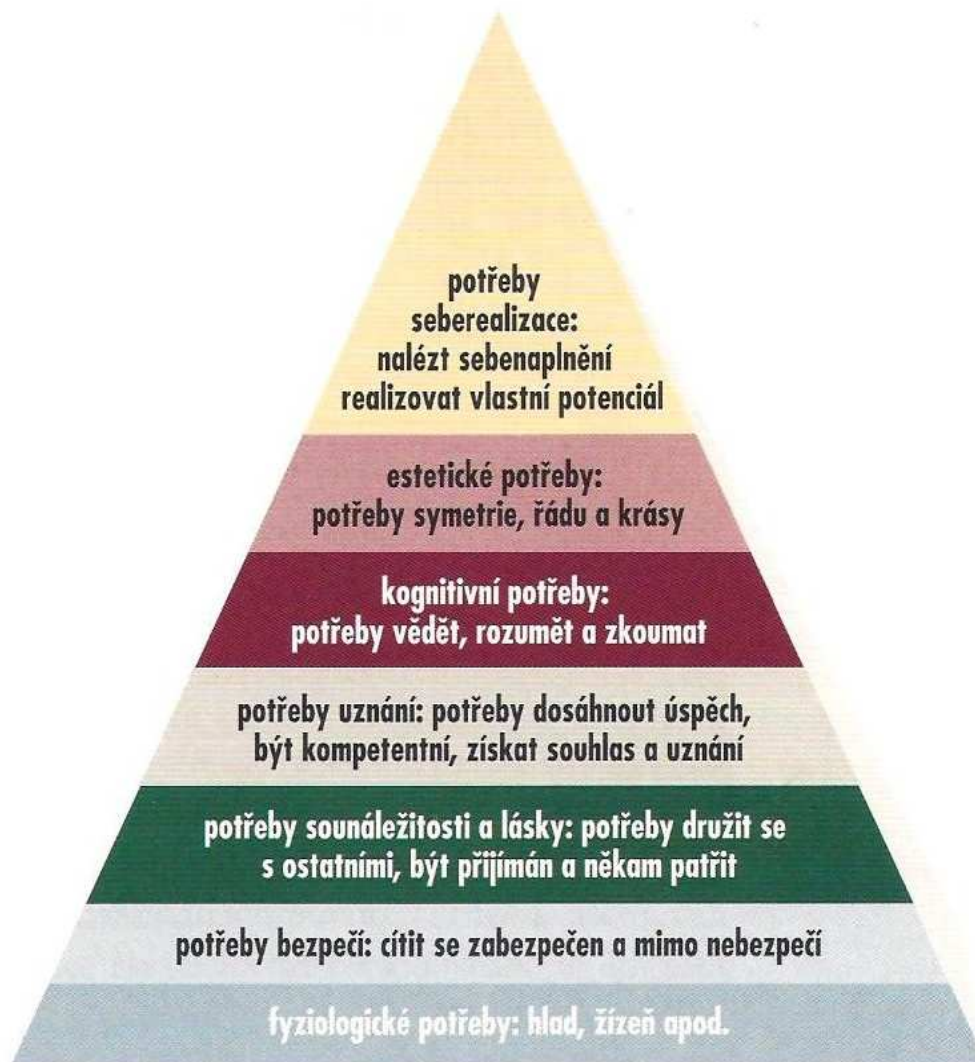 potřeby
seberealizace:
nalézt sebenaplnění
realizovat vlastní potenciál
estetické potřeby:
potřeby symetrie, řádu a krásy
kognitivní potřeby:
potřeby vědět, rozumět a zkoumat
potřeby uznání: potřeby dosáhnout úspěch,
být kompetentní, získat souhlas a uznání
potřeby sounáležitosti a lásky: potřeby družit se
s ostatními, být přijímán a někam patřit
potřeby bezpečí: cítit se zabezpečen a mimo nebezpečí
fyziologické potřeby: hlad, žízeň apod.